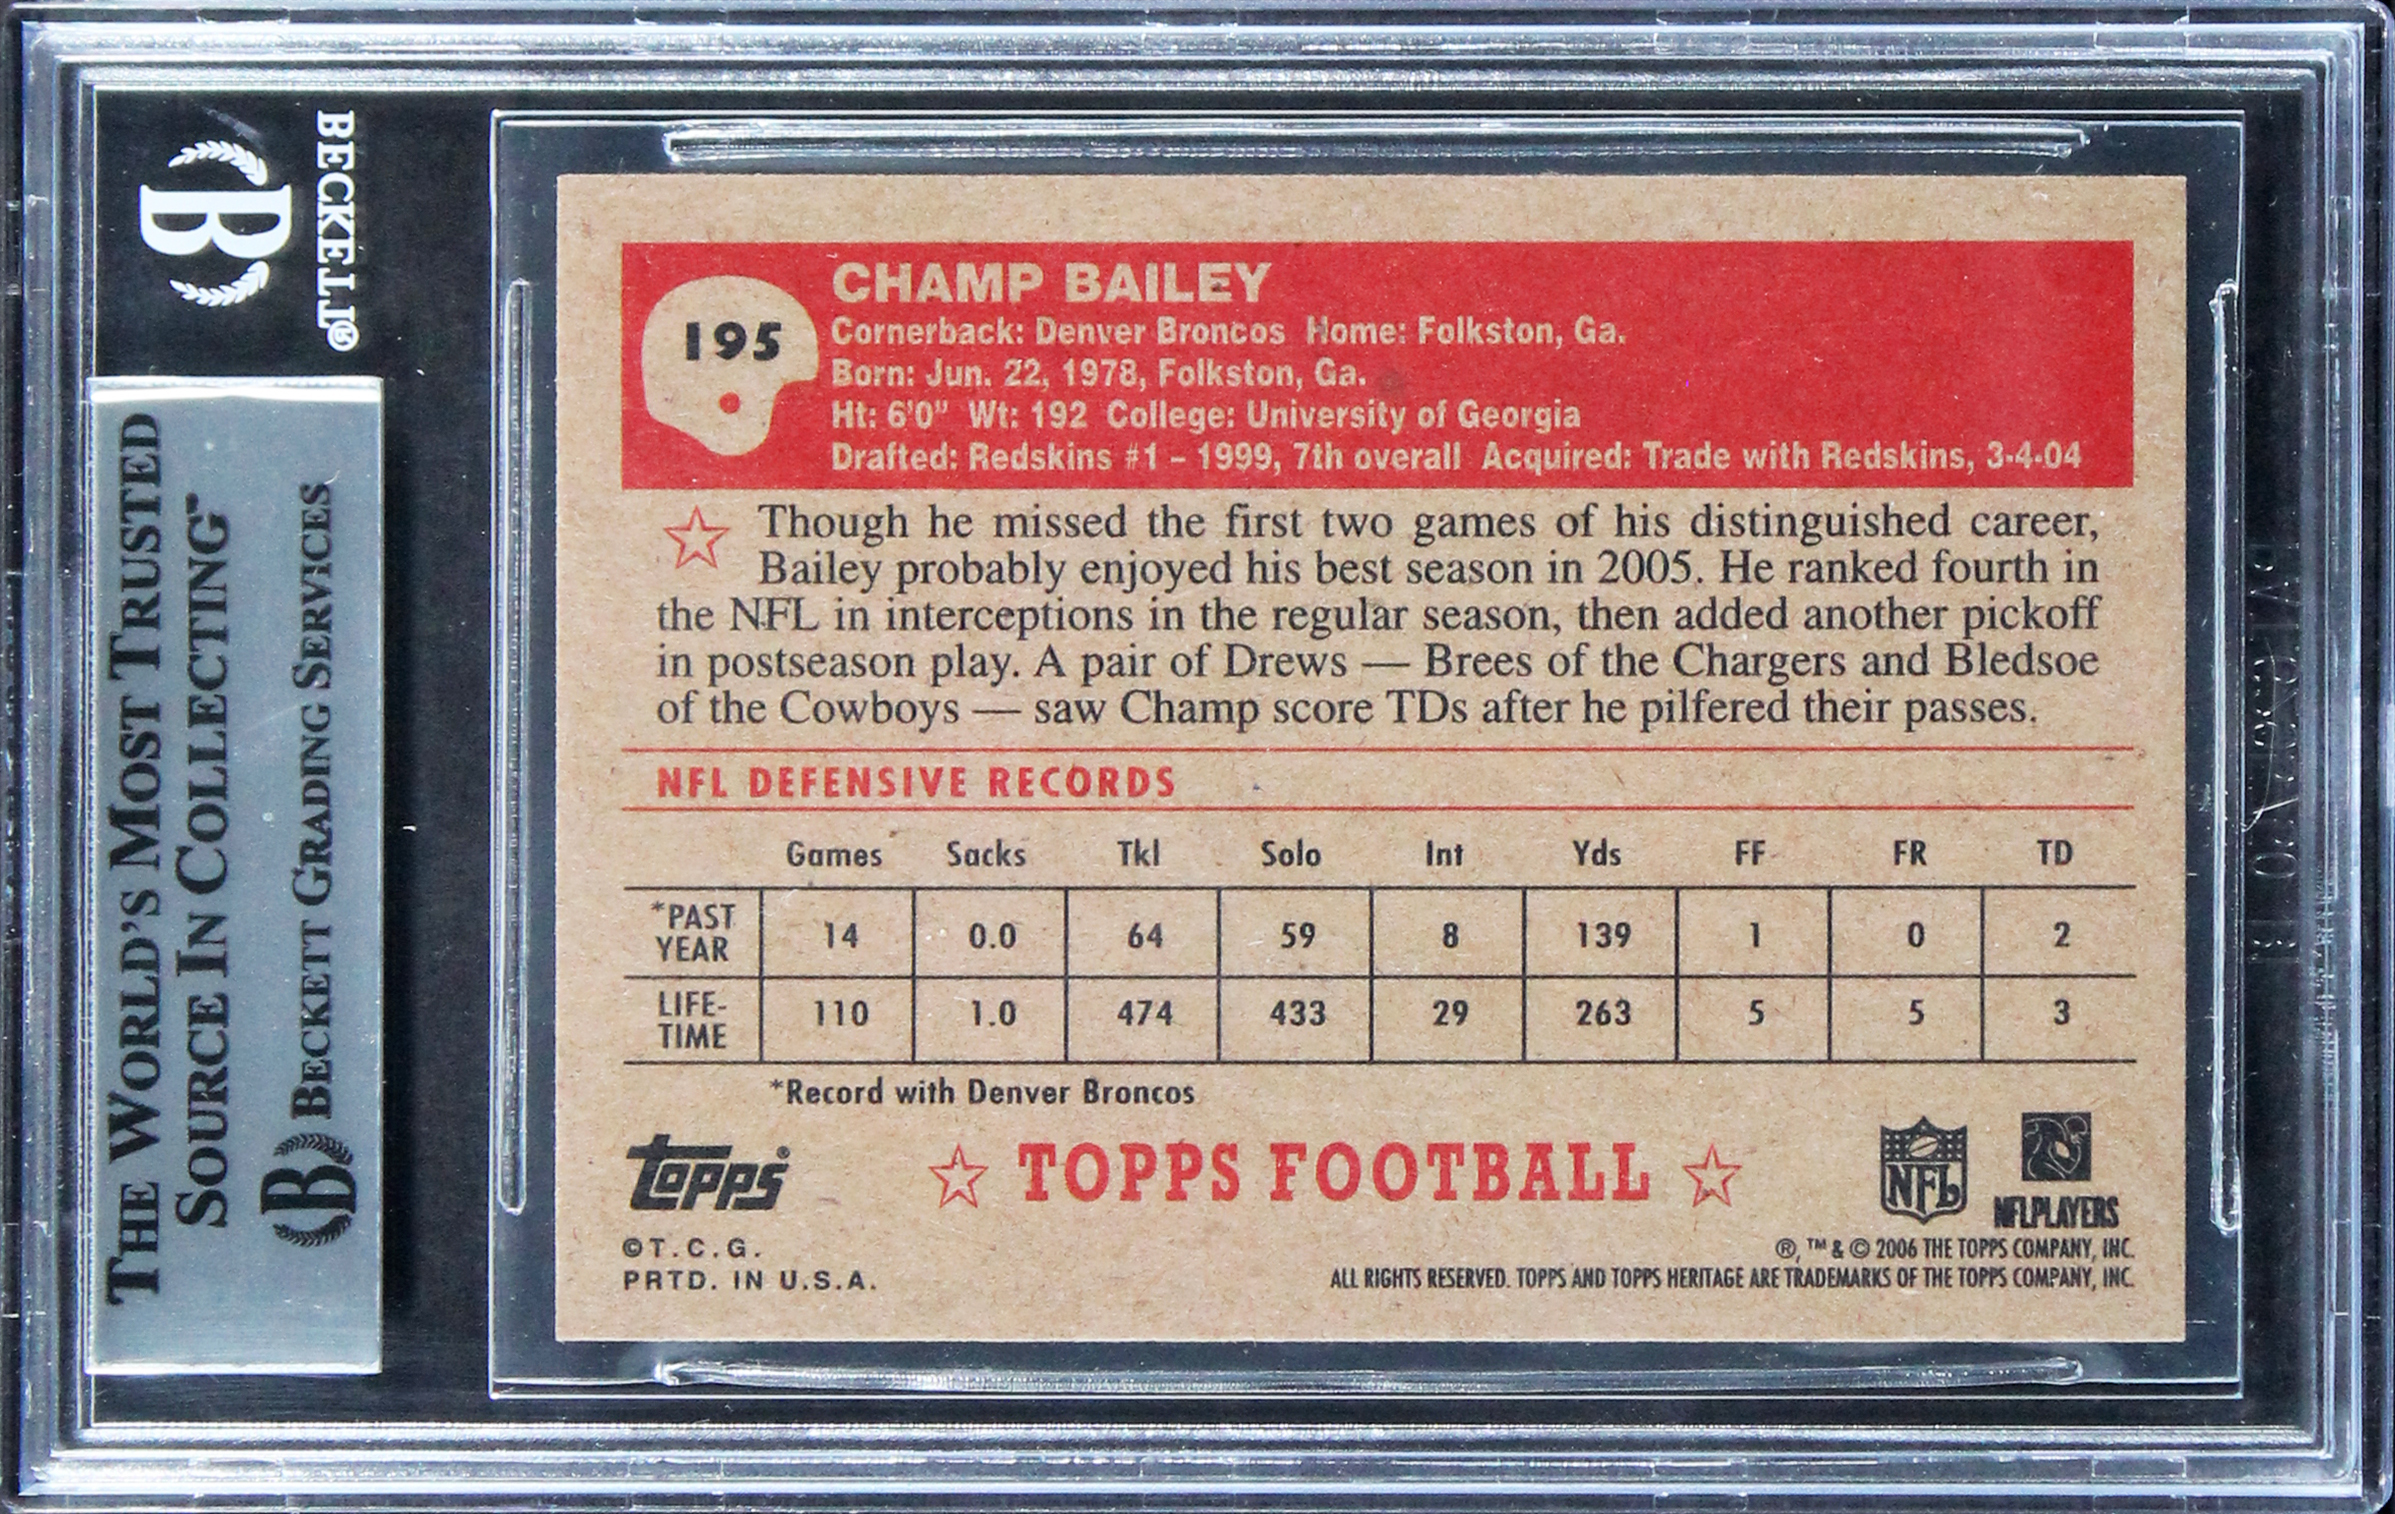 BECKETT®
B
THE WORLD'S MOST TRUSTED
SOURCE IN COLLECTING™
B BECKETT GRADING SERVICES
195
CHAMP BAILEY
Cornerback: Denver Broncos Home: Folkston, Ga.
Born: Jun. 22, 1978, Folkston, Ga.
Ht: 6'0" Wt: 192 College: University of Georgia
Drafted: Redskins #1 – 1999, 7th overall Acquired: Trade with Redskins, 3-4-04
Though he missed the first two games of his distinguished career,
Bailey probably enjoyed his best season in 2005. He ranked fourth in
the NFL in interceptions in the regular season, then added another pickoff
in postseason play. A pair of Drews — Brees of the Chargers and Bledsoe
of the Cowboys — saw Champ score TDs after he pilfered their passes.
NFL DEFENSIVE RECORDS
Games Sacks Tkl Solo Int Yds FF FR TD
*PAST YEAR 14 0.0 64 59 8 139 1 0 2
LIFE-TIME 110 1.0 474 433 29 263 5 5 3
*Record with Denver Broncos
topps ☆ TOPPS FOOTBALL ☆ NFL NFLPLAYERS
©T.C.G.
PRTD. IN U.S.A.
®, ™ & © 2006 THE TOPPS COMPANY, INC.
ALL RIGHTS RESERVED. TOPPS AND TOPPS HERITAGE ARE TRADEMARKS OF THE TOPPS COMPANY, INC.